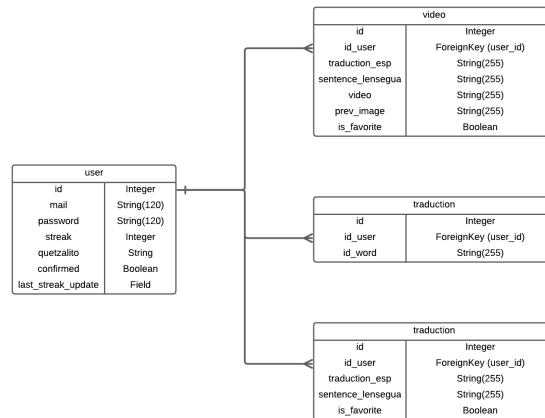 video
id Integer
id_user ForeignKey (user_id)
traduction_esp String(255)
sentence_lensegua String(255)
video String(255)
prev_image String(255)
is_favorite Boolean
user
id Integer
mail String(120)
password String(120)
streak Integer
quetzalito String
confirmed Boolean
last_streak_update Field
traduction
id Integer
id_user ForeignKey (user_id)
id_word String(255)
traduction
id Integer
id_user ForeignKey (user_id)
traduction_esp String(255)
sentence_lensegua String(255)
is_favorite Boolean